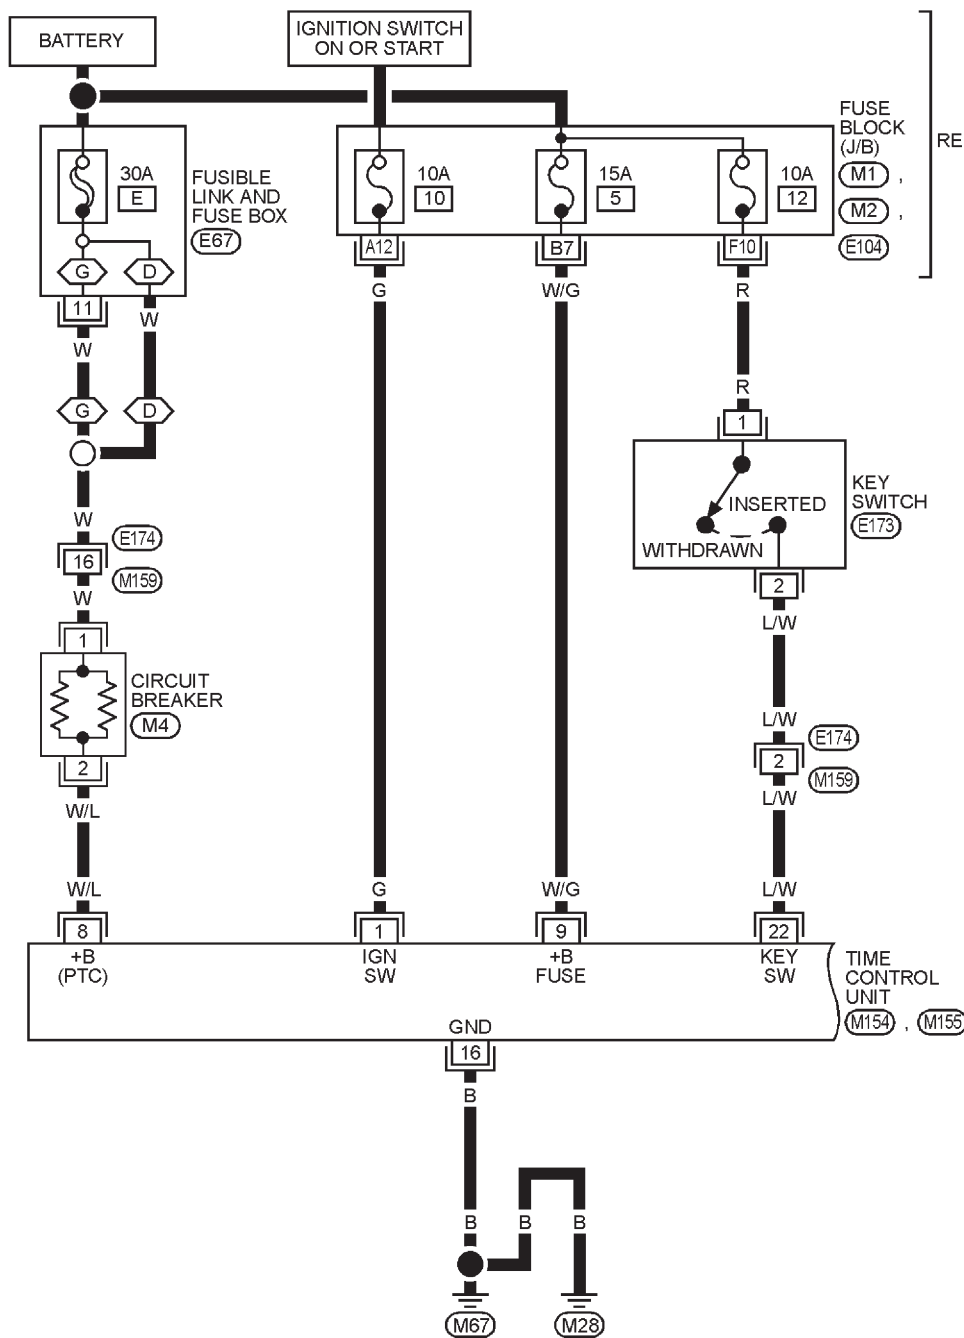 BATTERY
IGNITION SWITCH
ON OR START
FUSE
BLOCK
(J/B)
M1 ,
M2 ,
E104
RE
30A
E
FUSIBLE
LINK AND
FUSE BOX
E67
10A
10
15A
5
10A
12
G
D
A12
B7
F10
11
W
G
W/G
R
W
G
D
R
1
KEY
SWITCH
E173
INSERTED
WITHDRAWN
W
E174
16
M159
W
2
L/W
1
CIRCUIT
BREAKER
M4
2
W/L
L/W
E174
2
M159
L/W
W/L
G
W/G
L/W
8
1
9
22
+B
(PTC)
IGN
SW
+B
FUSE
KEY
SW
TIME
CONTROL
UNIT
M154 , M155
GND
16
B
B
B
B
M67
M28